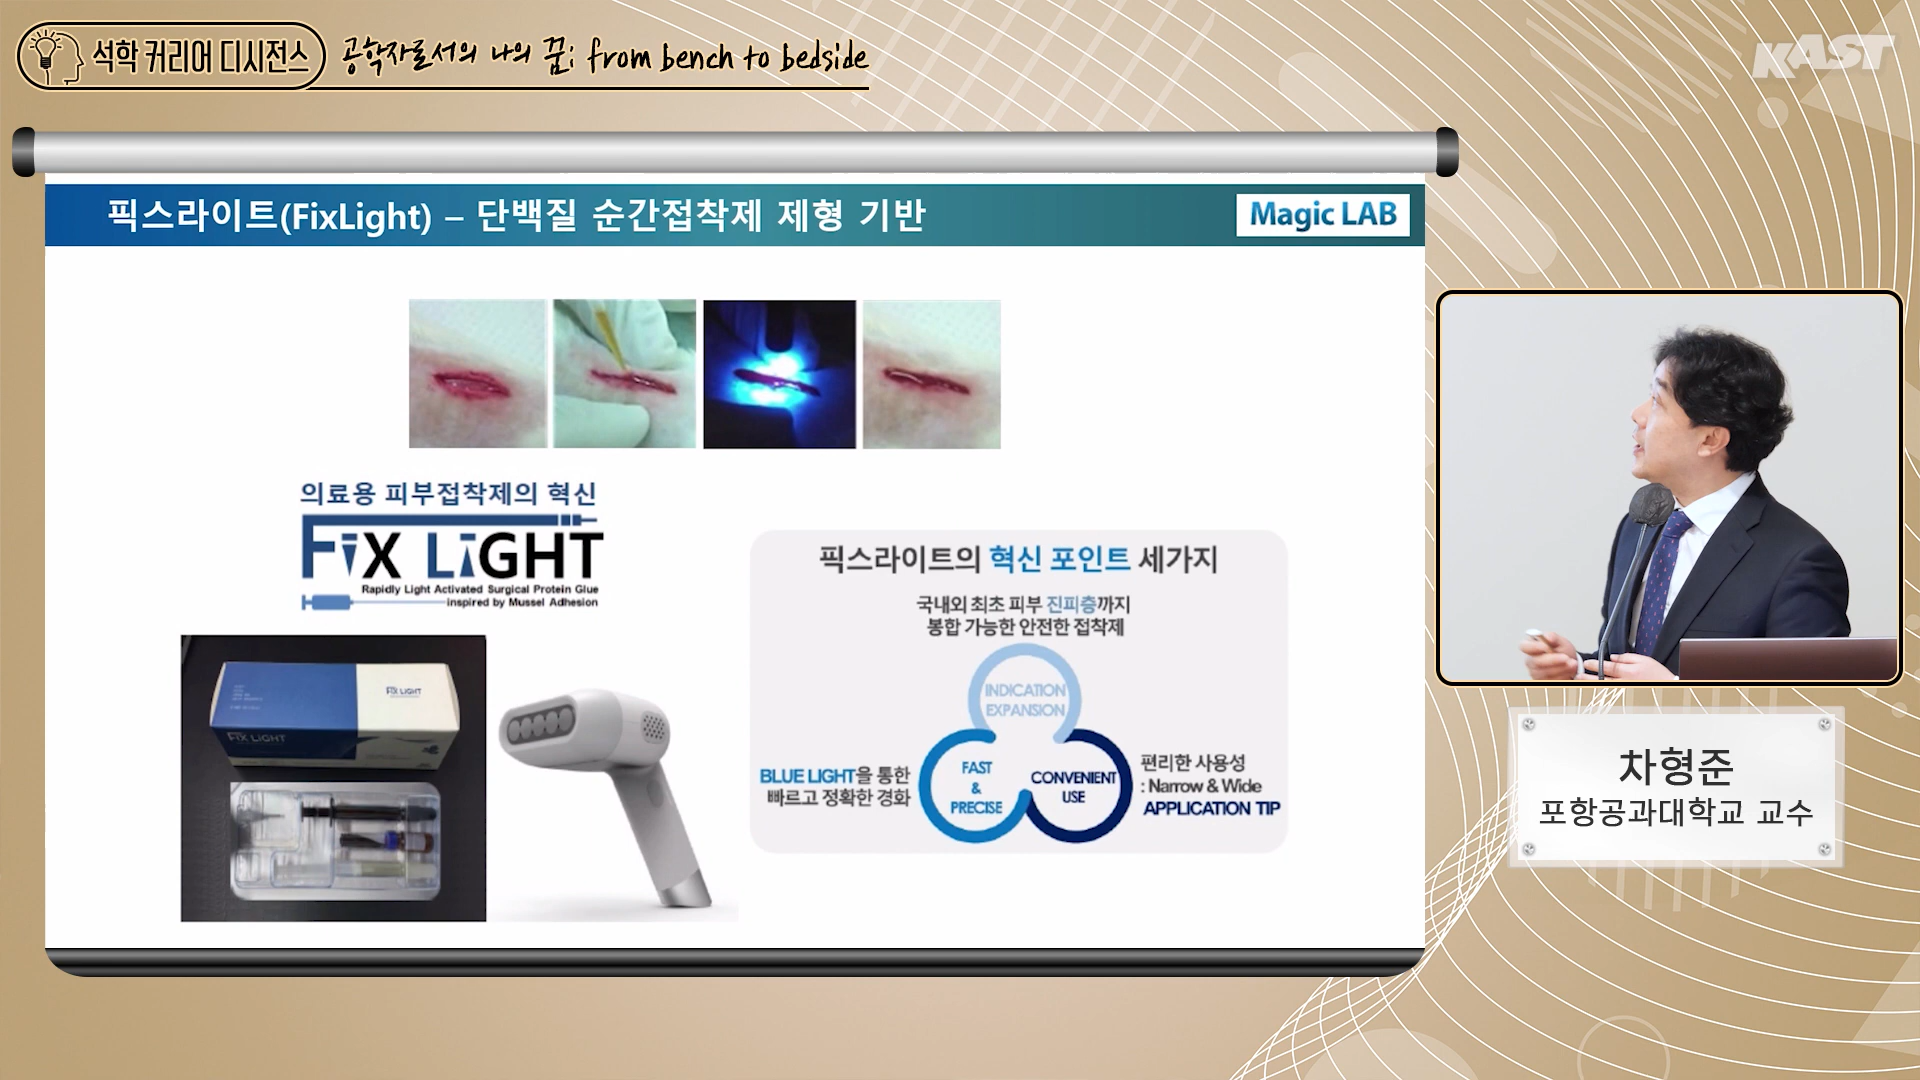 석학 커리어 디시전스
공학자로서의 나의 꿈: from bench to bedside
KAST
픽스라이트(FixLight) – 단백질 순간접착제 제형 기반
Magic LAB
의료용 피부접착제의 혁신
FiX LiGHT
Rapidly Light Activated Surgical Protein Glue
inspired by Mussel Adhesion
픽스라이트의 혁신 포인트 세가지
국내외 최초 피부 진피층까지
봉합 가능한 안전한 접착제
INDICATION
EXPANSION
BLUE LIGHT을 통한
빠르고 정확한 경화
FAST
&
PRECISE
CONVENIENT
USE
편리한 사용성
: Narrow & Wide
APPLICATION TIP
FiX LiGHT
FiX LiGHT
차형준
포항공과대학교 교수